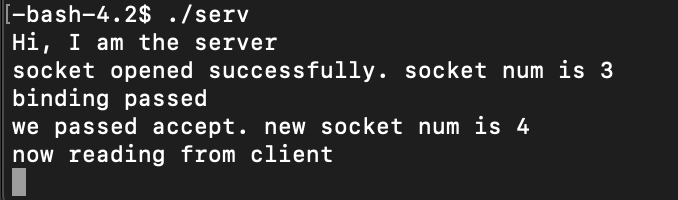 [-bash-4.2$ ./serv
Hi, I am the server
socket opened successfully. socket num is 3
binding passed
we passed accept. new socket num is 4
now reading from client